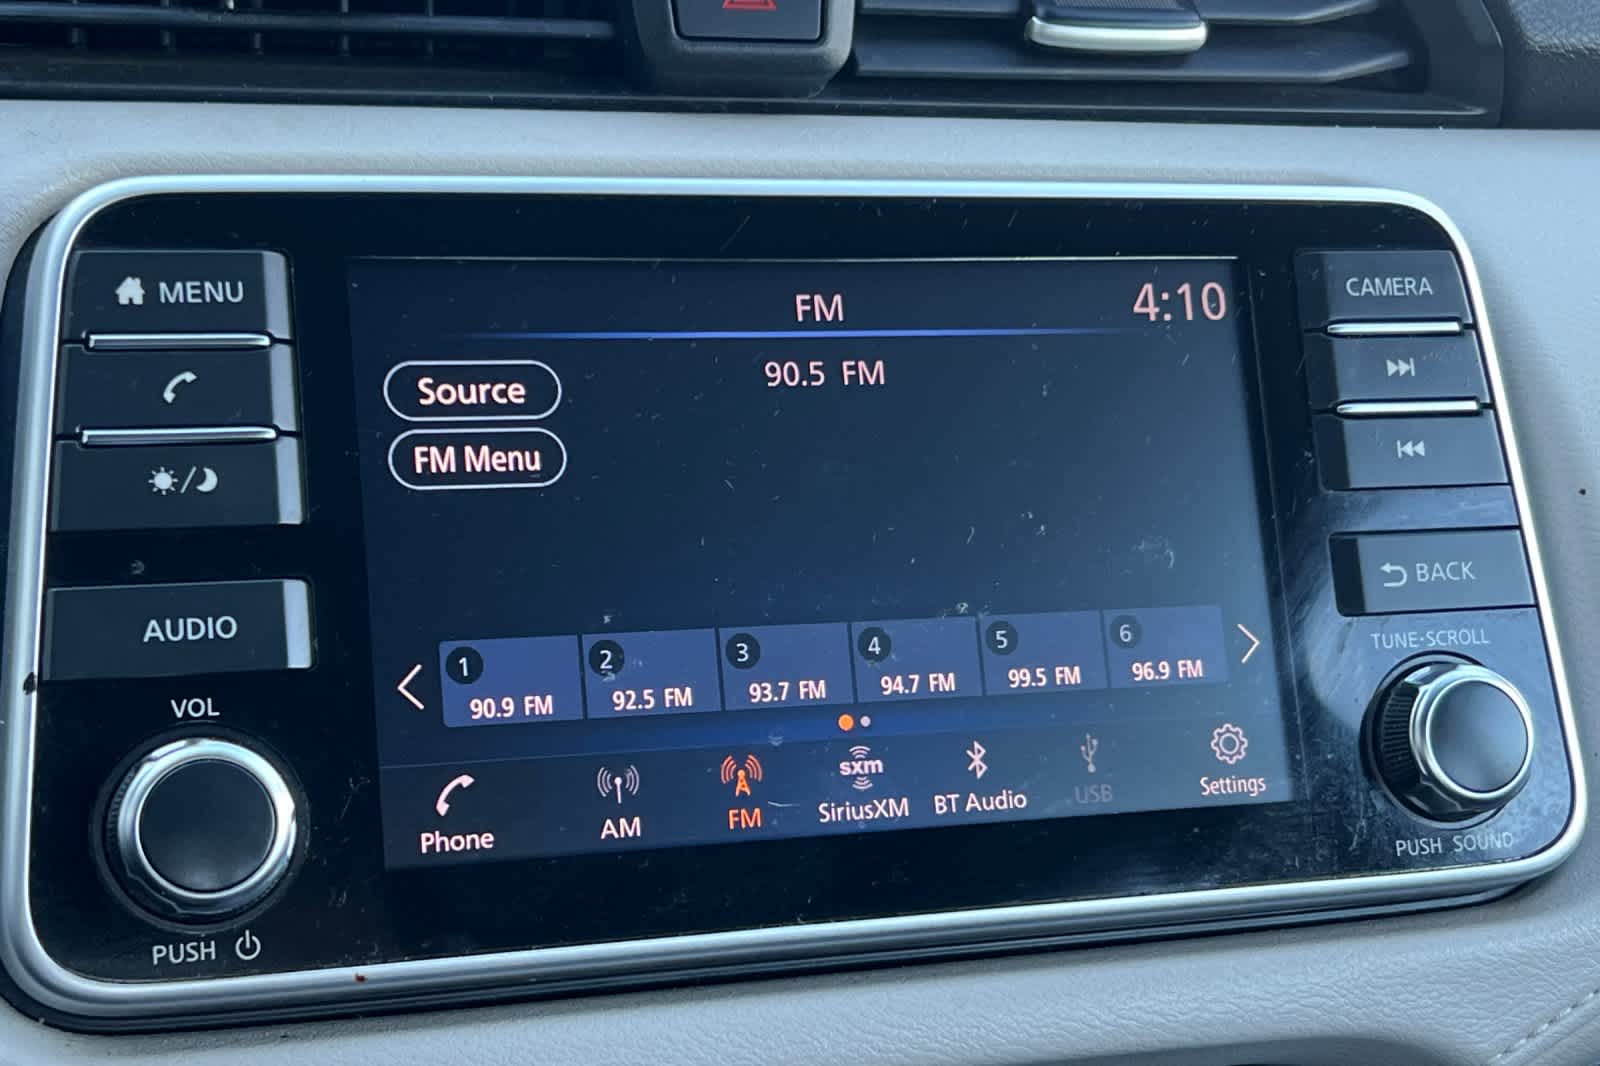 MENU
AUDIO
VOL
PUSH
FM
4:10
90.5 FM
Source
FM Menu
1
90.9 FM
2
92.5 FM
3
93.7 FM
4
94.7 FM
5
99.5 FM
6
96.9 FM
Phone
AM
FM
sxm
SiriusXM
BT Audio
USB
Settings
CAMERA
BACK
TUNE·SCROLL
PUSH SOUND